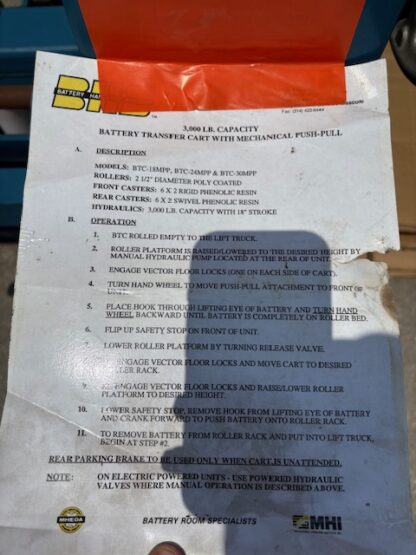 BATTERY HAN
Fax: (314) 423-6444
3,000 LB. CAPACITY
BATTERY TRANSFER CART WITH MECHANICAL PUSH-PULL
A. DESCRIPTION
MODELS: BTC-18MPP, BTC-24MPP & BTC-30MPP
ROLLERS: 2 1/2" DIAMETER POLY COATED
FRONT CASTERS: 6 X 2 RIGID PHENOLIC RESIN
REAR CASTERS: 6 X 2 SWIVEL PHENOLIC RESIN
HYDRAULICS: 3,000 LB. CAPACITY WITH 18" STROKE
B. OPERATION
1. BTC ROLLED EMPTY TO THE LIFT TRUCK.
2. ROLLER PLATFORM IS RAISED/LOWERED TO THE DESIRED HEIGHT BY
MANUAL HYDRAULIC PUMP LOCATED AT THE REAR OF UNIT.
3. ENGAGE VECTOR FLOOR LOCKS (ONE ON EACH SIDE OF CART).
4. TURN HAND WHEEL TO MOVE PUSH-PULL ATTACHMENT TO FRONT OF
UNIT.
5. PLACE HOOK THROUGH LIFTING EYE OF BATTERY AND TURN HAND
WHEEL BACKWARD UNTIL BATTERY IS COMPLETELY ON ROLLER BED.
6. FLIP UP SAFETY STOP ON FRONT OF UNIT.
7. LOWER ROLLER PLATFORM BY TURNING RELEASE VALVE.
ENGAGE VECTOR FLOOR LOCKS AND MOVE CART TO DESIRED
ROLLER RACK.
9. ENGAGE VECTOR FLOOR LOCKS AND RAISE/LOWER ROLLER
PLATFORM TO DESIRED HEIGHT.
10. LOWER SAFETY STOP, REMOVE HOOK FROM LIFTING EYE OF BATTERY
AND CRANK FORWARD TO PUSH BATTERY ONTO ROLLER RACK.
11. TO REMOVE BATTERY FROM ROLLER RACK AND PUT INTO LIFT TRUCK,
BEGIN AT STEP #2.
REAR PARKING BRAKE TO BE USED ONLY WHEN CART IS UNATTENDED.
NOTE: ON ELECTRIC POWERED UNITS - USE POWERED HYDRAULIC
VALVES WHERE MANUAL OPERATION IS DESCRIBED ABOVE.
MHEDA
BATTERY ROOM SPECIALISTS
MHI